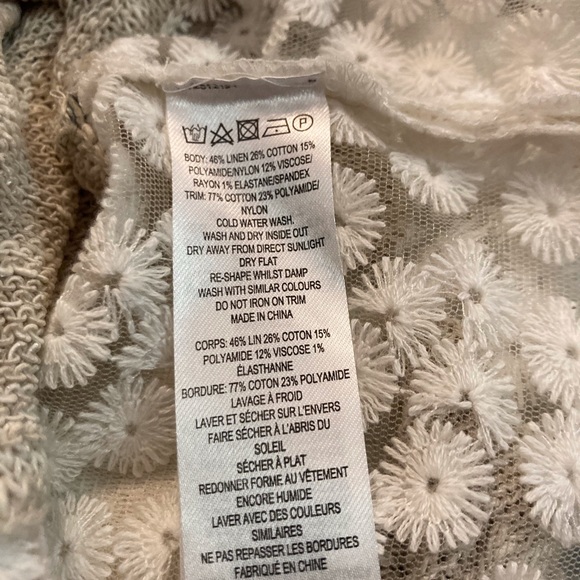 P
BODY: 46% LINEN 26% COTTON 15%
POLYAMIDE/NYLON 12% VISCOSE/
RAYON 1% ELASTANE/SPANDEX
TRIM: 77% COTTON 23% POLYAMIDE/
NYLON
COLD WATER WASH.
WASH AND DRY INSIDE OUT
DRY AWAY FROM DIRECT SUNLIGHT
DRY FLAT
RE-SHAPE WHILST DAMP
WASH WITH SIMILAR COLOURS
DO NOT IRON ON TRIM
MADE IN CHINA
CORPS: 46% LIN 26% COTON 15%
POLYAMIDE 12% VISCOSE 1%
ÉLASTHANNE
BORDURE: 77% COTON 23% POLYAMIDE
LAVAGE À FROID
LAVER ET SÉCHER SUR L'ENVERS
FAIRE SÉCHER À L'ABRIS DU
SOLEIL
SÉCHER À PLAT
REDONNER FORME AU VÊTEMENT
ENCORE HUMIDE
LAVER AVEC DES COULEURS
SIMILAIRES
NE PAS REPASSER LES BORDURES
FABRIQUÉ EN CHINE